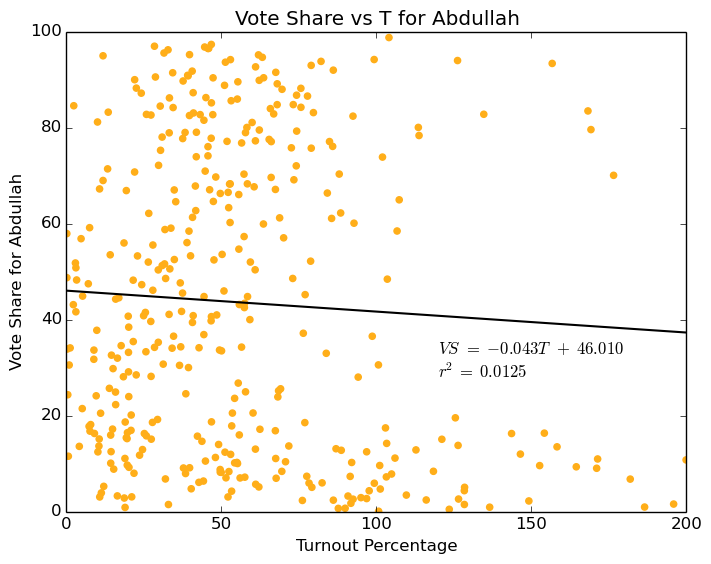 Vote Share vs T for Abdullah
Vote Share for Abdullah
100
80
60
40
20
0
VS = −0.043T + 46.010
r² = 0.0125
0 50 100 150 200
Turnout Percentage